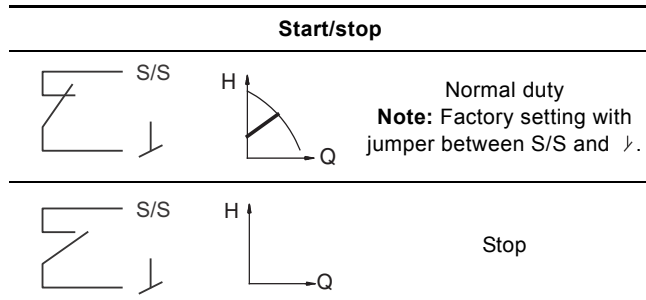 Start/stop
S/S
H
Q
Normal duty
Note: Factory setting with
jumper between S/S and .
S/S
H
Q
Stop